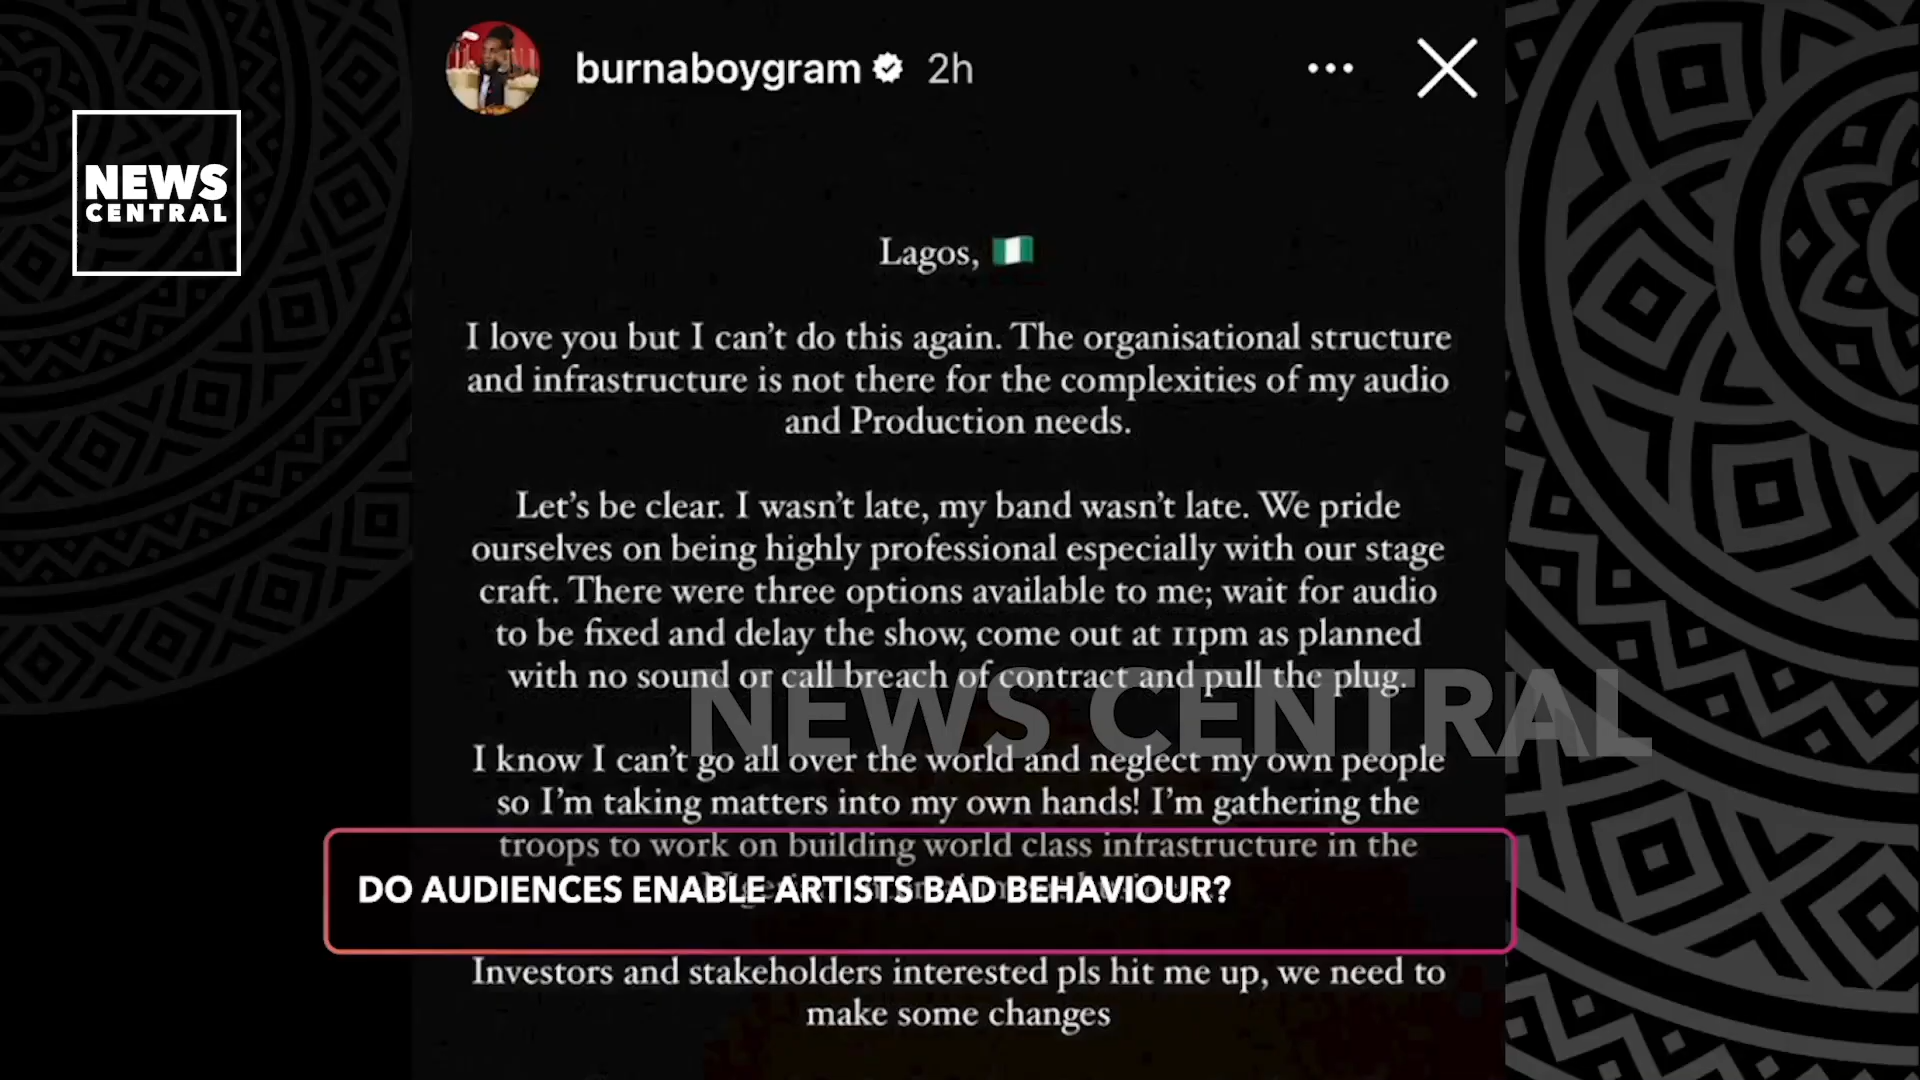 burnaboygram 2h
NEWS
CENTRAL
Lagos,
I love you but I can't do this again. The organisational structure
and infrastructure is not there for the complexities of my audio
and Production needs.
Let's be clear. I wasn't late, my band wasn't late. We pride
ourselves on being highly professional especially with our stage
craft. There were three options available to me; wait for audio
to be fixed and delay the show, come out at 11pm as planned
with no sound or call breach of contract and pull the plug.
NEWS CENTRAL
I know I can't go all over the world and neglect my own people
so I'm taking matters into my own hands! I'm gathering the
troops to work on building world class infrastructure in the
DO AUDIENCES ENABLE ARTISTS BAD BEHAVIOUR?
Investors and stakeholders interested pls hit me up, we need to
make some changes